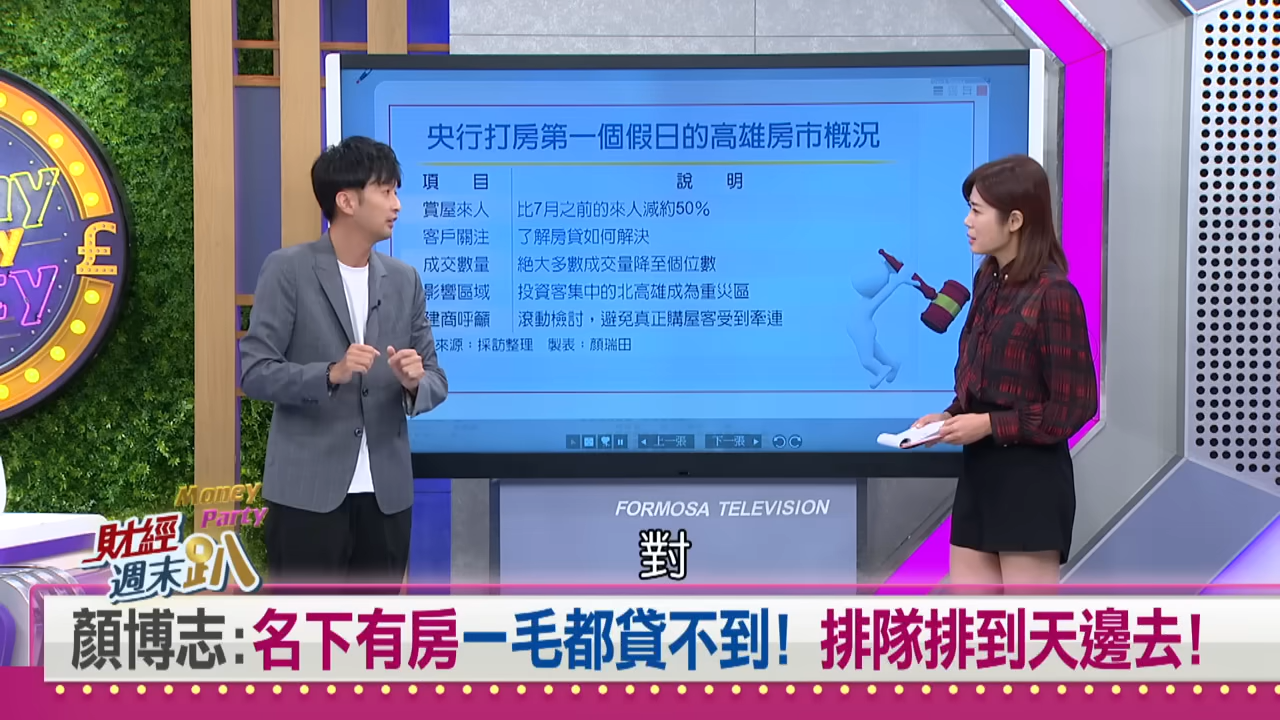 央行打房第一個假日的高雄房市概況
項 目 說 明
賞屋來人 比7月之前的來人減約50%
客戶關注 了解房貸如何解決
成交數量 絕大多數成交量降至個位數
影響區域 投資客集中的北高雄成為重災區
建商呼籲 滾動檢討，避免真正購屋客受到牽連
來源：採訪整理 製表：顏瑞田
上一張 下一張
FORMOSA TELEVISION
Money
Party
財經
週末
趴
對
顏博志：名下有房一毛都貸不到！ 排隊排到天邊去！